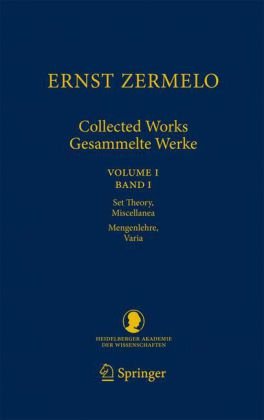 ERNST ZERMELO
Collected Works
Gesammelte Werke
VOLUME I
BAND I
Set Theory,
Miscellanea
Mengenlehre,
Varia
HEIDELBERGER AKADEMIE
DER WISSENSCHAFTEN
Springer